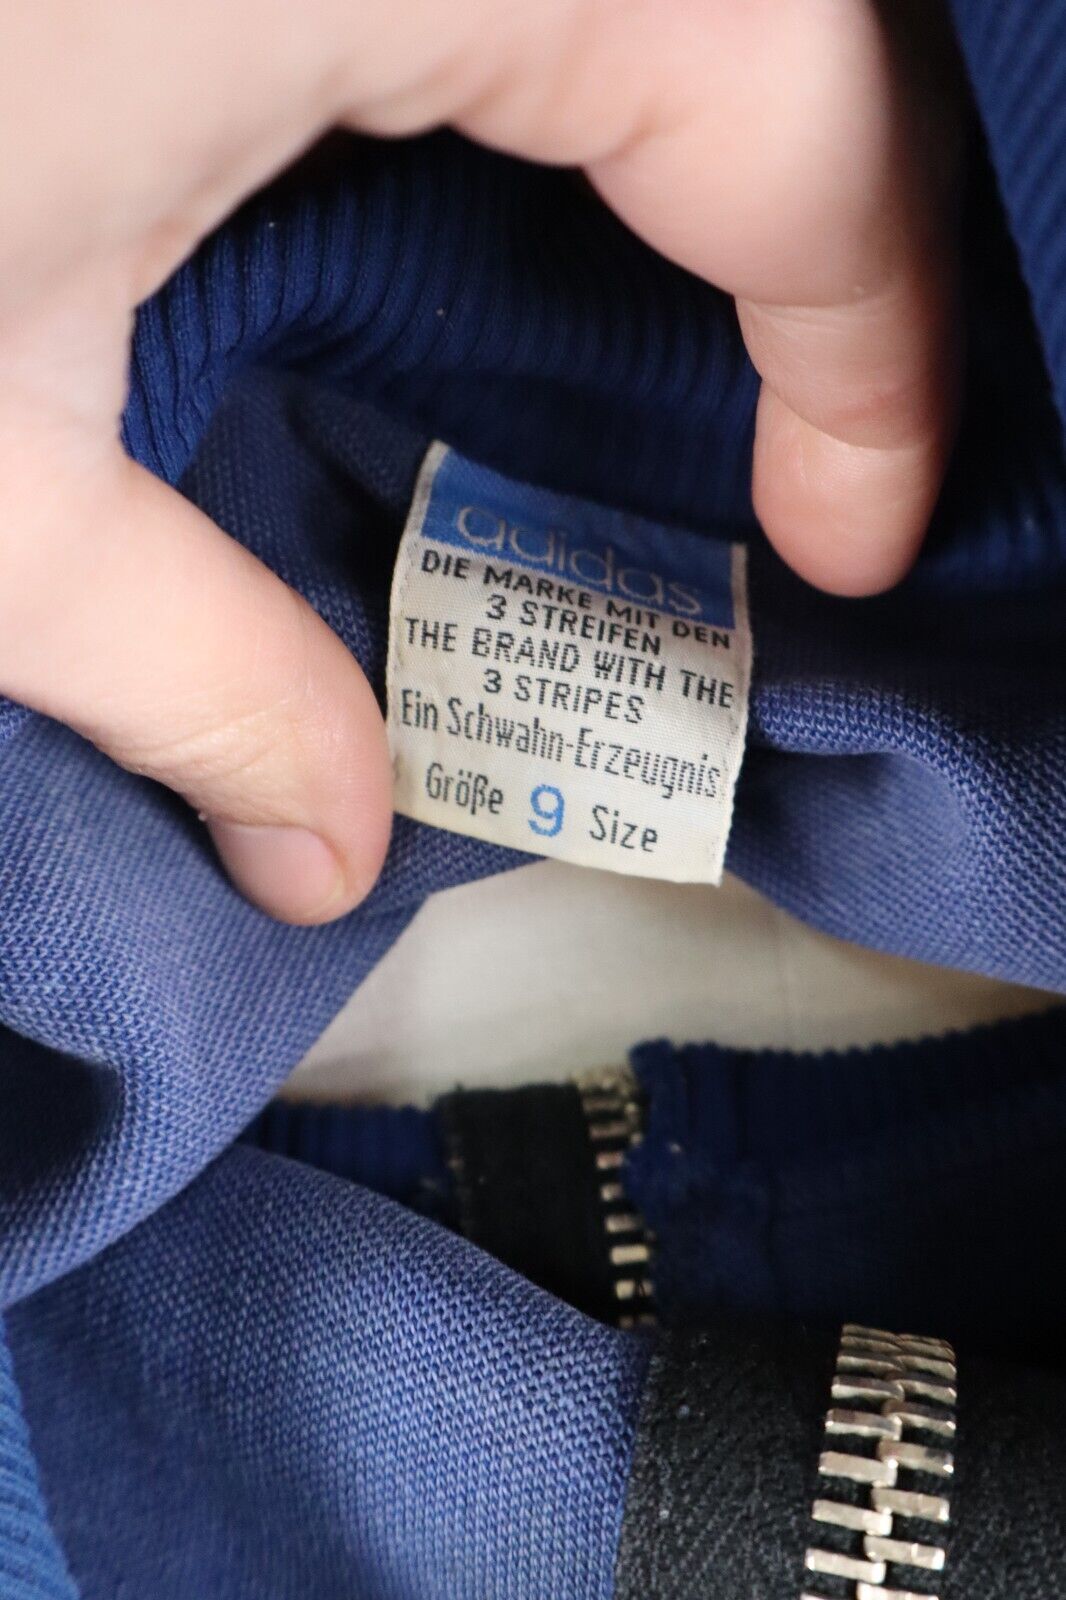 adidas
DIE MARKE MIT DEN
3 STREIFEN
THE BRAND WITH THE
3 STRIPES
Ein Schwahn-Erzeugnis
Größe 9 Size